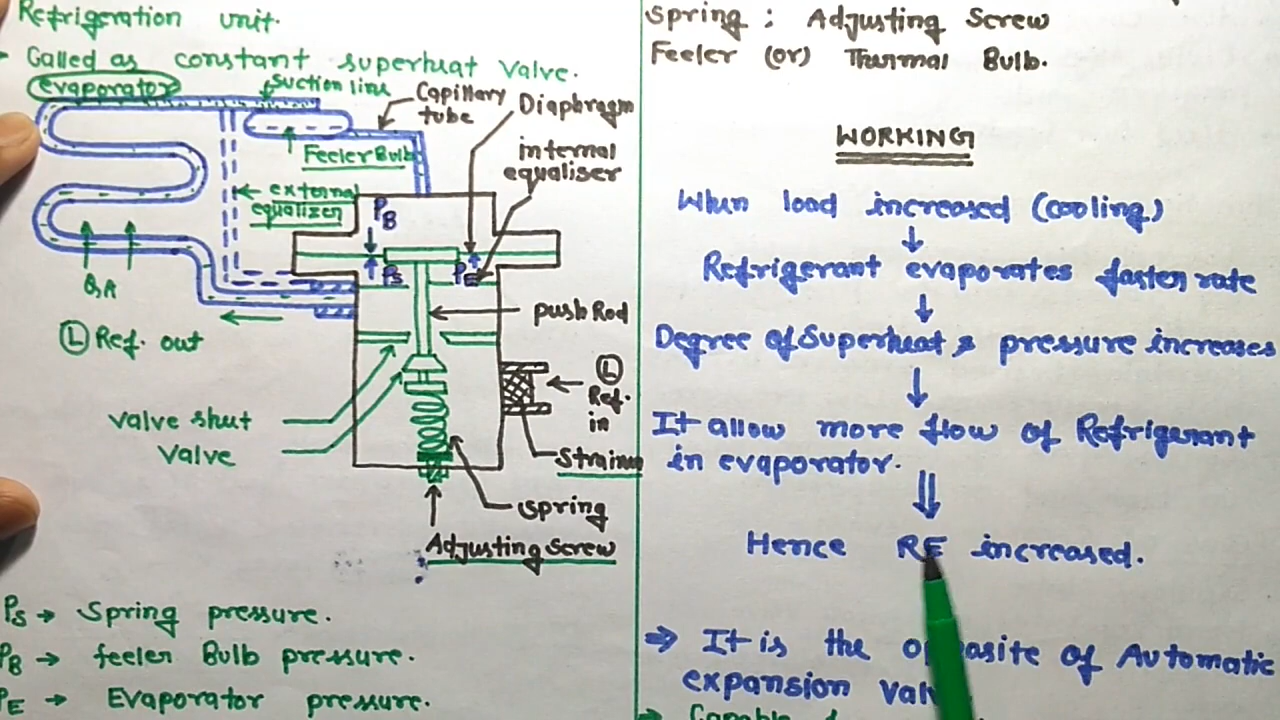 Refrigeration unit.
Called as constant superheat valve.
evaporator
suction line
Capillary
tube
Diaphragm
Feeler Bulb
internal
equaliser
external
equalizer
PB
PS
PE
push Rod
Ⓛ Ref. out
Ⓛ
Ref.
in
valve shut
valve
Strainer
spring
Adjusting screw
PS → Spring pressure.
PB → feeler Bulb pressure.
PE → Evaporator pressure.
Spring : Adjusting Screw
Feeler (or) Thermal Bulb.
WORKING
When load increased (cooling)
↓
Refrigerant evaporates faster rate
↓
Degree of Superheat & pressure increases
↓
It allow more flow of Refrigerant
in evaporator.
⇓
Hence RE increased.
⇒ It is the of Automatic
expansion